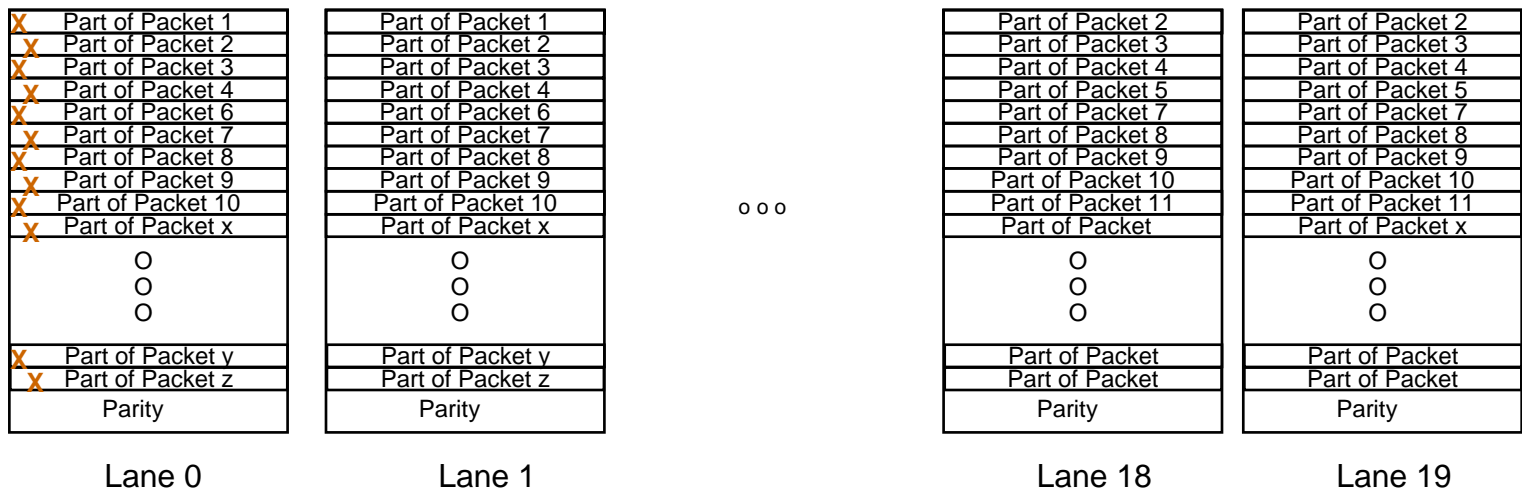 X Part of Packet 1
X Part of Packet 2
X Part of Packet 3
X Part of Packet 4
X Part of Packet 6
X Part of Packet 7
X Part of Packet 8
X Part of Packet 9
X Part of Packet 10
X Part of Packet x
O
O
O
X Part of Packet y
X Part of Packet z
Parity
Lane 0
Part of Packet 1
Part of Packet 2
Part of Packet 3
Part of Packet 4
Part of Packet 6
Part of Packet 7
Part of Packet 8
Part of Packet 9
Part of Packet 10
Part of Packet x
O
O
O
Part of Packet y
Part of Packet z
Parity
Lane 1
o o o
Part of Packet 2
Part of Packet 3
Part of Packet 4
Part of Packet 5
Part of Packet 7
Part of Packet 8
Part of Packet 9
Part of Packet 10
Part of Packet 11
Part of Packet
O
O
O
Part of Packet
Part of Packet
Parity
Lane 18
Part of Packet 2
Part of Packet 3
Part of Packet 4
Part of Packet 5
Part of Packet 7
Part of Packet 8
Part of Packet 9
Part of Packet 10
Part of Packet 11
Part of Packet x
O
O
O
Part of Packet
Part of Packet
Parity
Lane 19